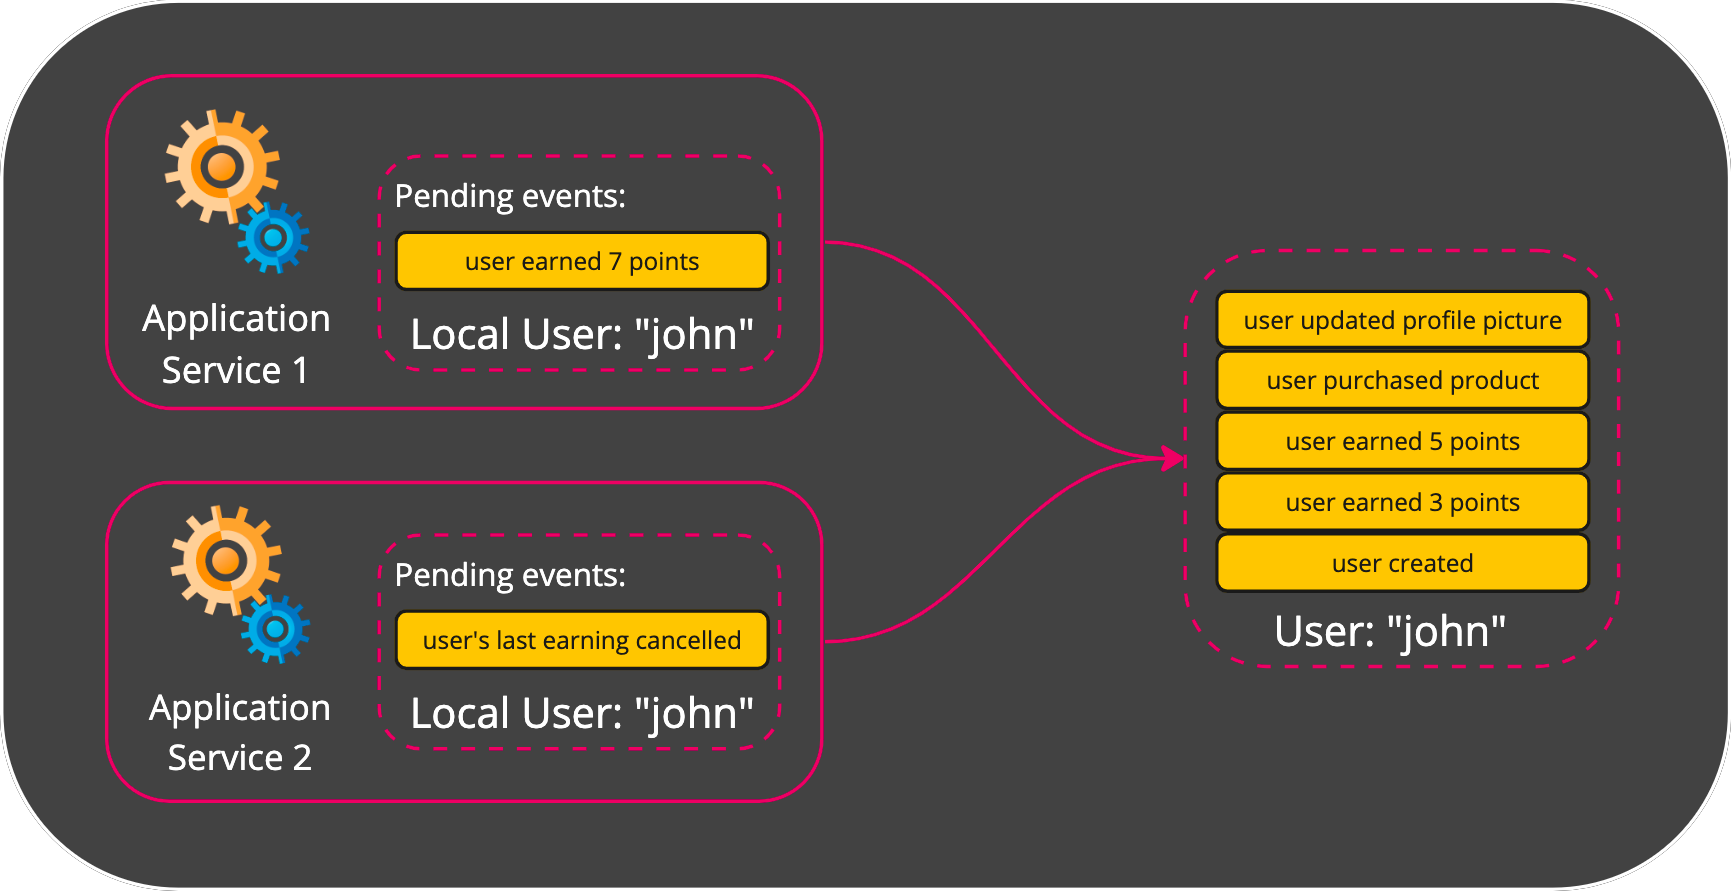 Application
Service 1
Pending events:
user earned 7 points
Local User: "john"
Application
Service 2
Pending events:
user's last earning cancelled
Local User: "john"
user updated profile picture
user purchased product
user earned 5 points
user earned 3 points
user created
User: "john"